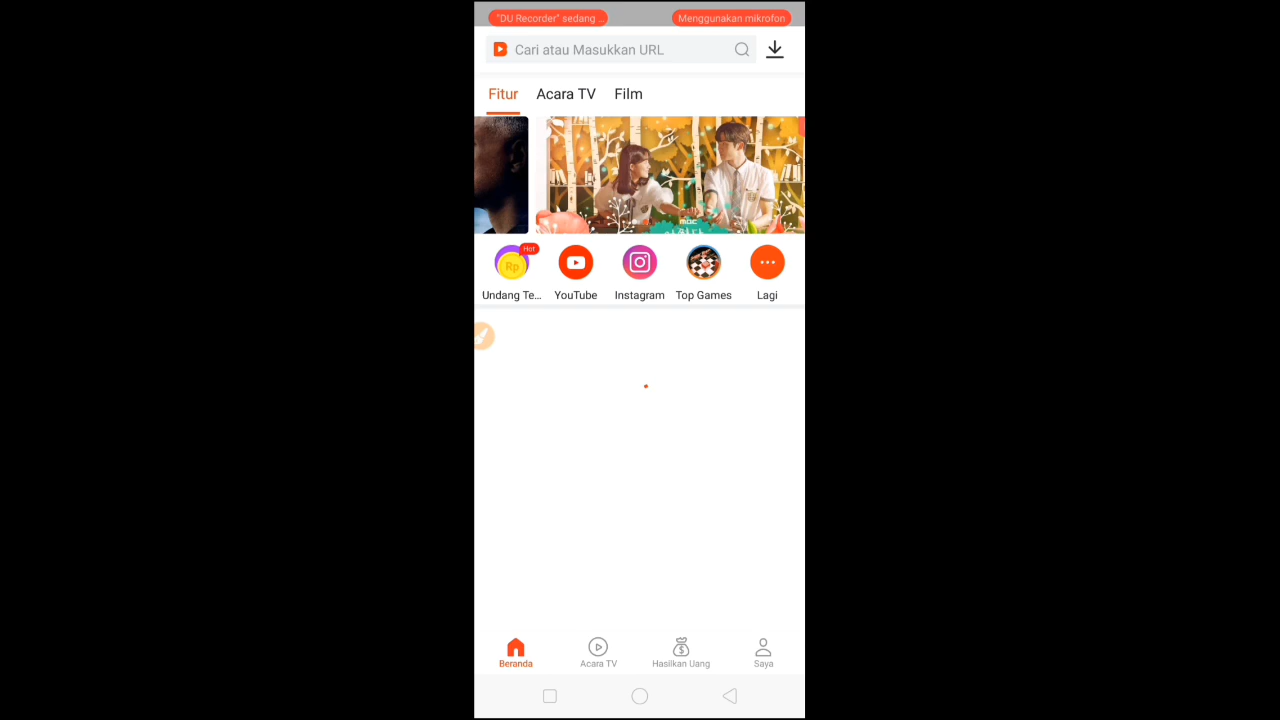 "DU Recorder" sedang ...
Menggunakan mikrofon
Cari atau Masukkan URL
Fitur
Acara TV
Film
MBC
Hot
Rp
Undang Te...
YouTube
Instagram
Top Games
Lagi
Beranda
Acara TV
Hasilkan Uang
Saya